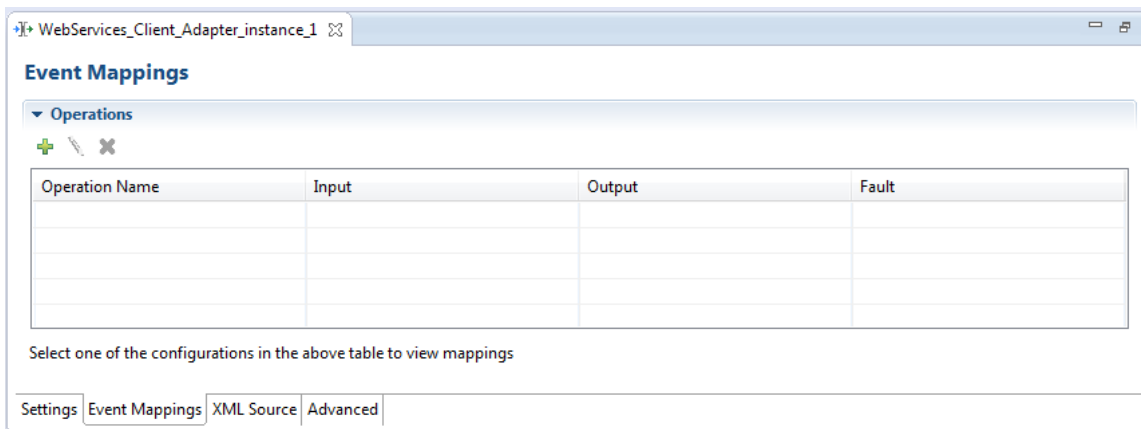 WebServices_Client_Adapter_instance_1
Event Mappings
Operations
Operation Name Input Output Fault
Select one of the configurations in the above table to view mappings
Settings Event Mappings XML Source Advanced